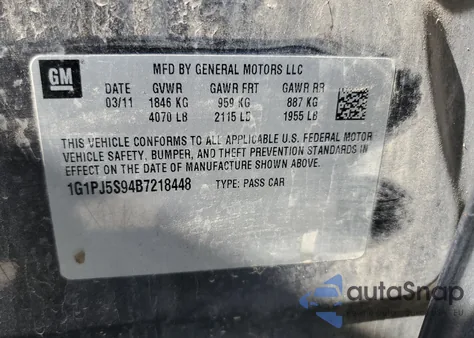 GM
MFD BY GENERAL MOTORS LLC
DATE GVWR GAWR FRT GAWR RR
03/11 1846 KG 959 KG 887 KG
4070 LB 2115 LB 1955 LB
THIS VEHICLE CONFORMS TO ALL APPLICABLE U.S. FEDERAL MOTOR
VEHICLE SAFETY, BUMPER, AND THEFT PREVENTION STANDARDS
IN EFFECT ON THE DATE OF MANUFACTURE SHOWN ABOVE.
1G1PJ5S94B7218448 TYPE: PASS CAR
autoSnap